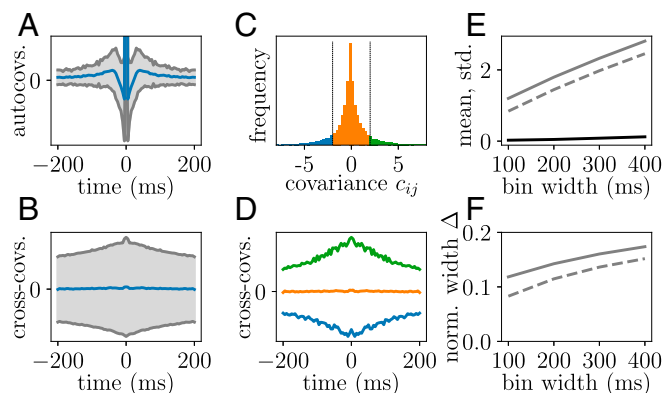 A
autocovs.
0
−200 0 200
time (ms)
B
cross-covs.
0
−200 0 200
time (ms)
C
frequency
-5 0 5
covariance c_{ij}
D
cross-covs.
0
−200 0 200
time (ms)
E
mean, std.
2
0
100 200 300 400
bin width (ms)
F
norm. width Δ
0.2
0.1
0.0
100 200 300 400
bin width (ms)